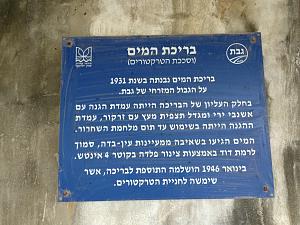 גבת
בריכת המים
(וסככת הטרקטורים)
בריכת המים נבנתה בשנת 1931
על הגבול המזרחי של גבת.
בחלק העליון של הבריכה הייתה עמדת הגנה עם
אשנבי ירי ומגדל תצפית מעץ עם זרקור, עמדת
ההגנה הייתה בשימוש עד תום מלחמת השחרור.
המים הגיעו בשאיבה ממעיינות עין-בדה, סמוך
לרמת דוד באמצעות צינור פלדה בקוטר 4 אינטש.
בינואר 1946 הושלמה התוספת לבריכה, אשר
שימשה לחניית הטרקטורים.